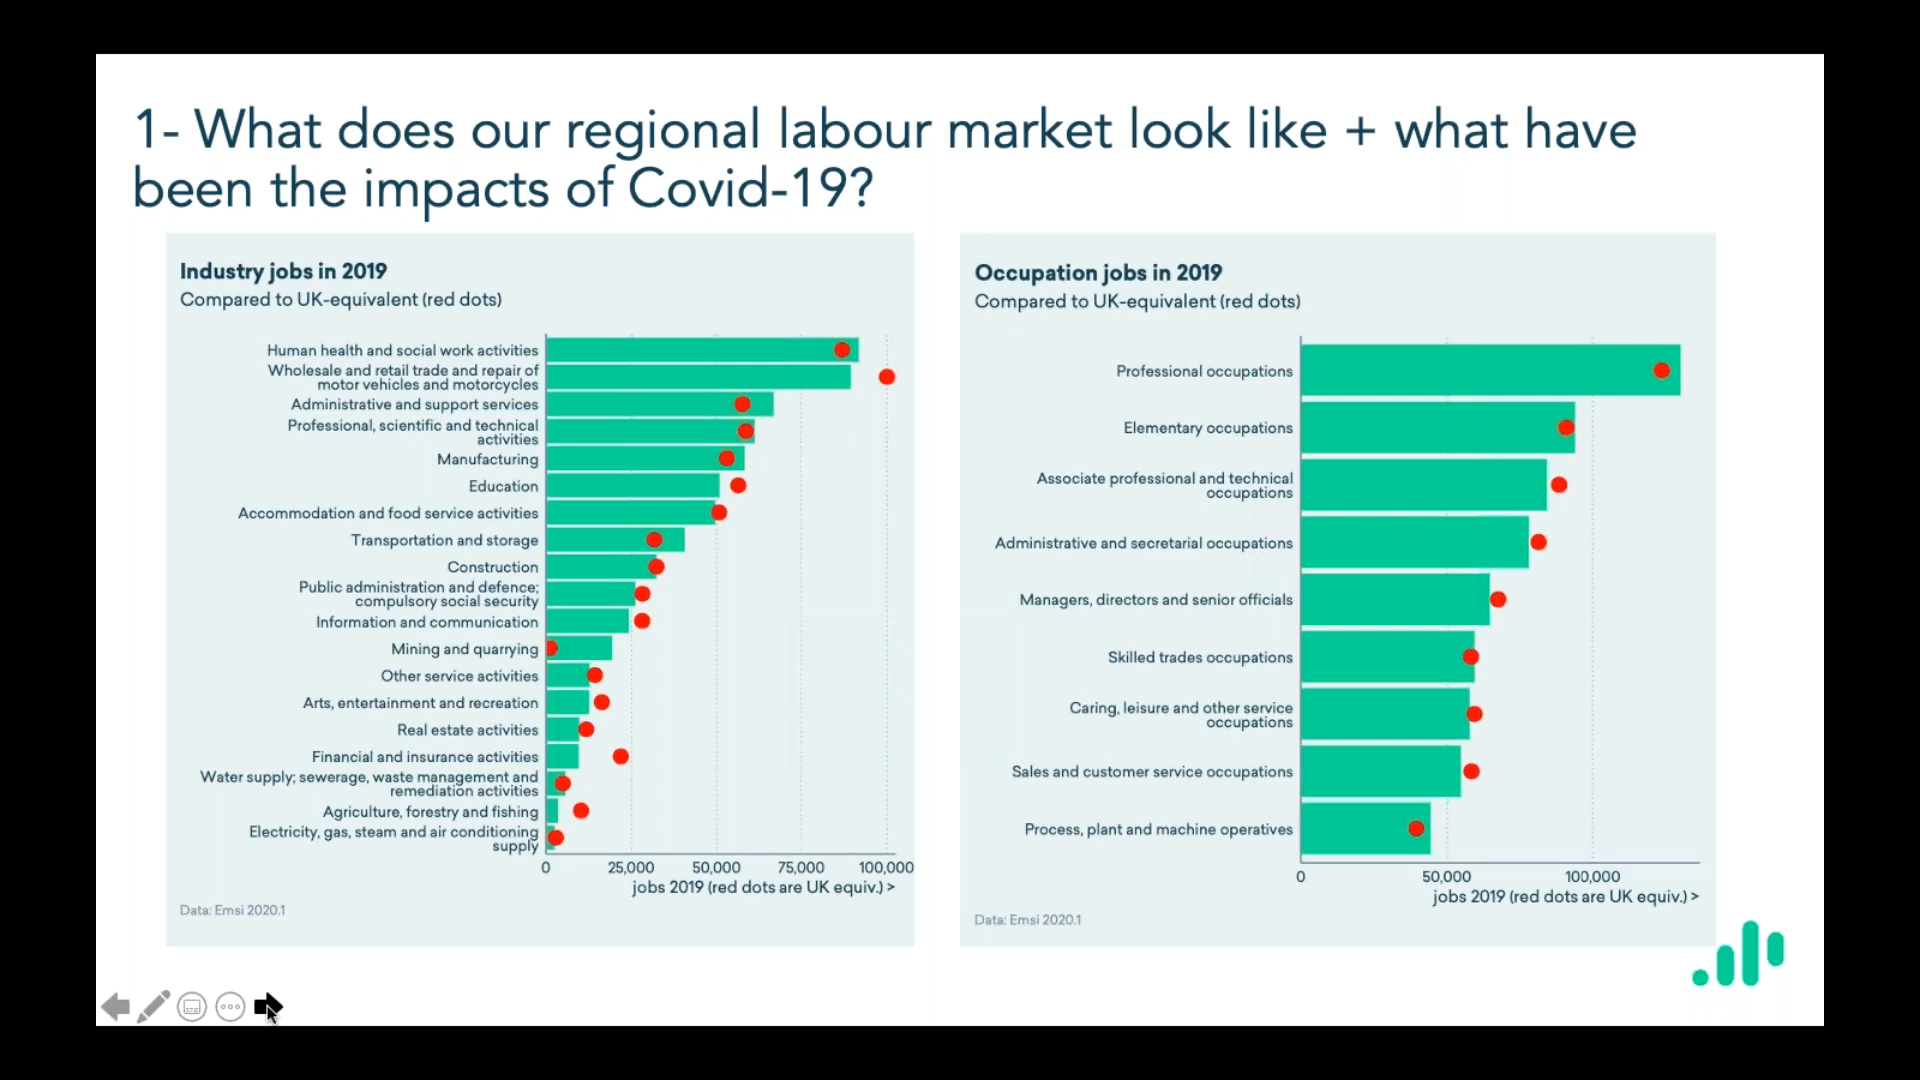 1- What does our regional labour market look like + what have
been the impacts of Covid-19?
Industry jobs in 2019
Compared to UK-equivalent (red dots)
Human health and social work activities
Wholesale and retail trade and repair of
motor vehicles and motorcycles
Administrative and support services
Professional, scientific and technical
activities
Manufacturing
Education
Accommodation and food service activities
Transportation and storage
Construction
Public administration and defence;
compulsory social security
Information and communication
Mining and quarrying
Other service activities
Arts, entertainment and recreation
Real estate activities
Financial and insurance activities
Water supply; sewerage, waste management and
remediation activities
Agriculture, forestry and fishing
Electricity, gas, steam and air conditioning
supply
0 25,000 50,000 75,000 100,000
jobs 2019 (red dots are UK equiv.) >
Data: Emsi 2020.1
Occupation jobs in 2019
Compared to UK-equivalent (red dots)
Professional occupations
Elementary occupations
Associate professional and technical
occupations
Administrative and secretarial occupations
Managers, directors and senior officials
Skilled trades occupations
Caring, leisure and other service
occupations
Sales and customer service occupations
Process, plant and machine operatives
0 50,000 100,000
jobs 2019 (red dots are UK equiv.) >
Data: Emsi 2020.1